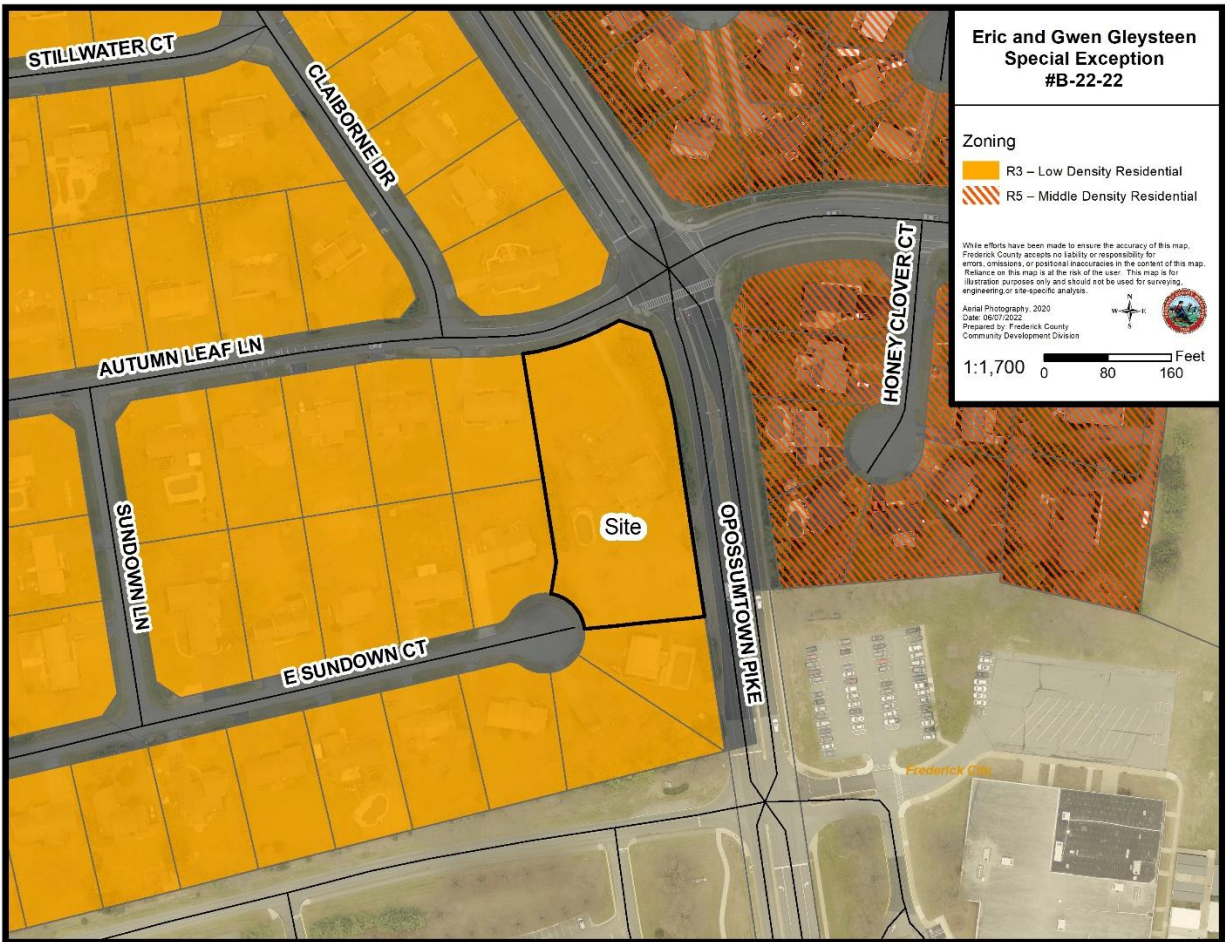 Eric and Gwen Gleysteen
Special Exception
#B-22-22
Zoning
R3 – Low Density Residential
R5 – Middle Density Residential
While efforts have been made to ensure the accuracy of this map,
Frederick County accepts no liability or responsibility for
errors, omissions, or positional inaccuracies in the content of this map.
Reliance on this map is at the risk of the user. This map is for
illustration purposes only and should not be used for surveying,
engineering,or site-specific analysis.
Aerial Photography, 2020
Date: 06/07/2022
Prepared by: Frederick County
Community Development Division
N
W E
S
1:1,700
0 80 160 Feet
STILLWATER CT
CLAIBORNE DR
AUTUMN LEAF LN
HONEY CLOVER CT
SUNDOWN LN
Site
OPOSSUMTOWN PIKE
E SUNDOWN CT
Frederick City